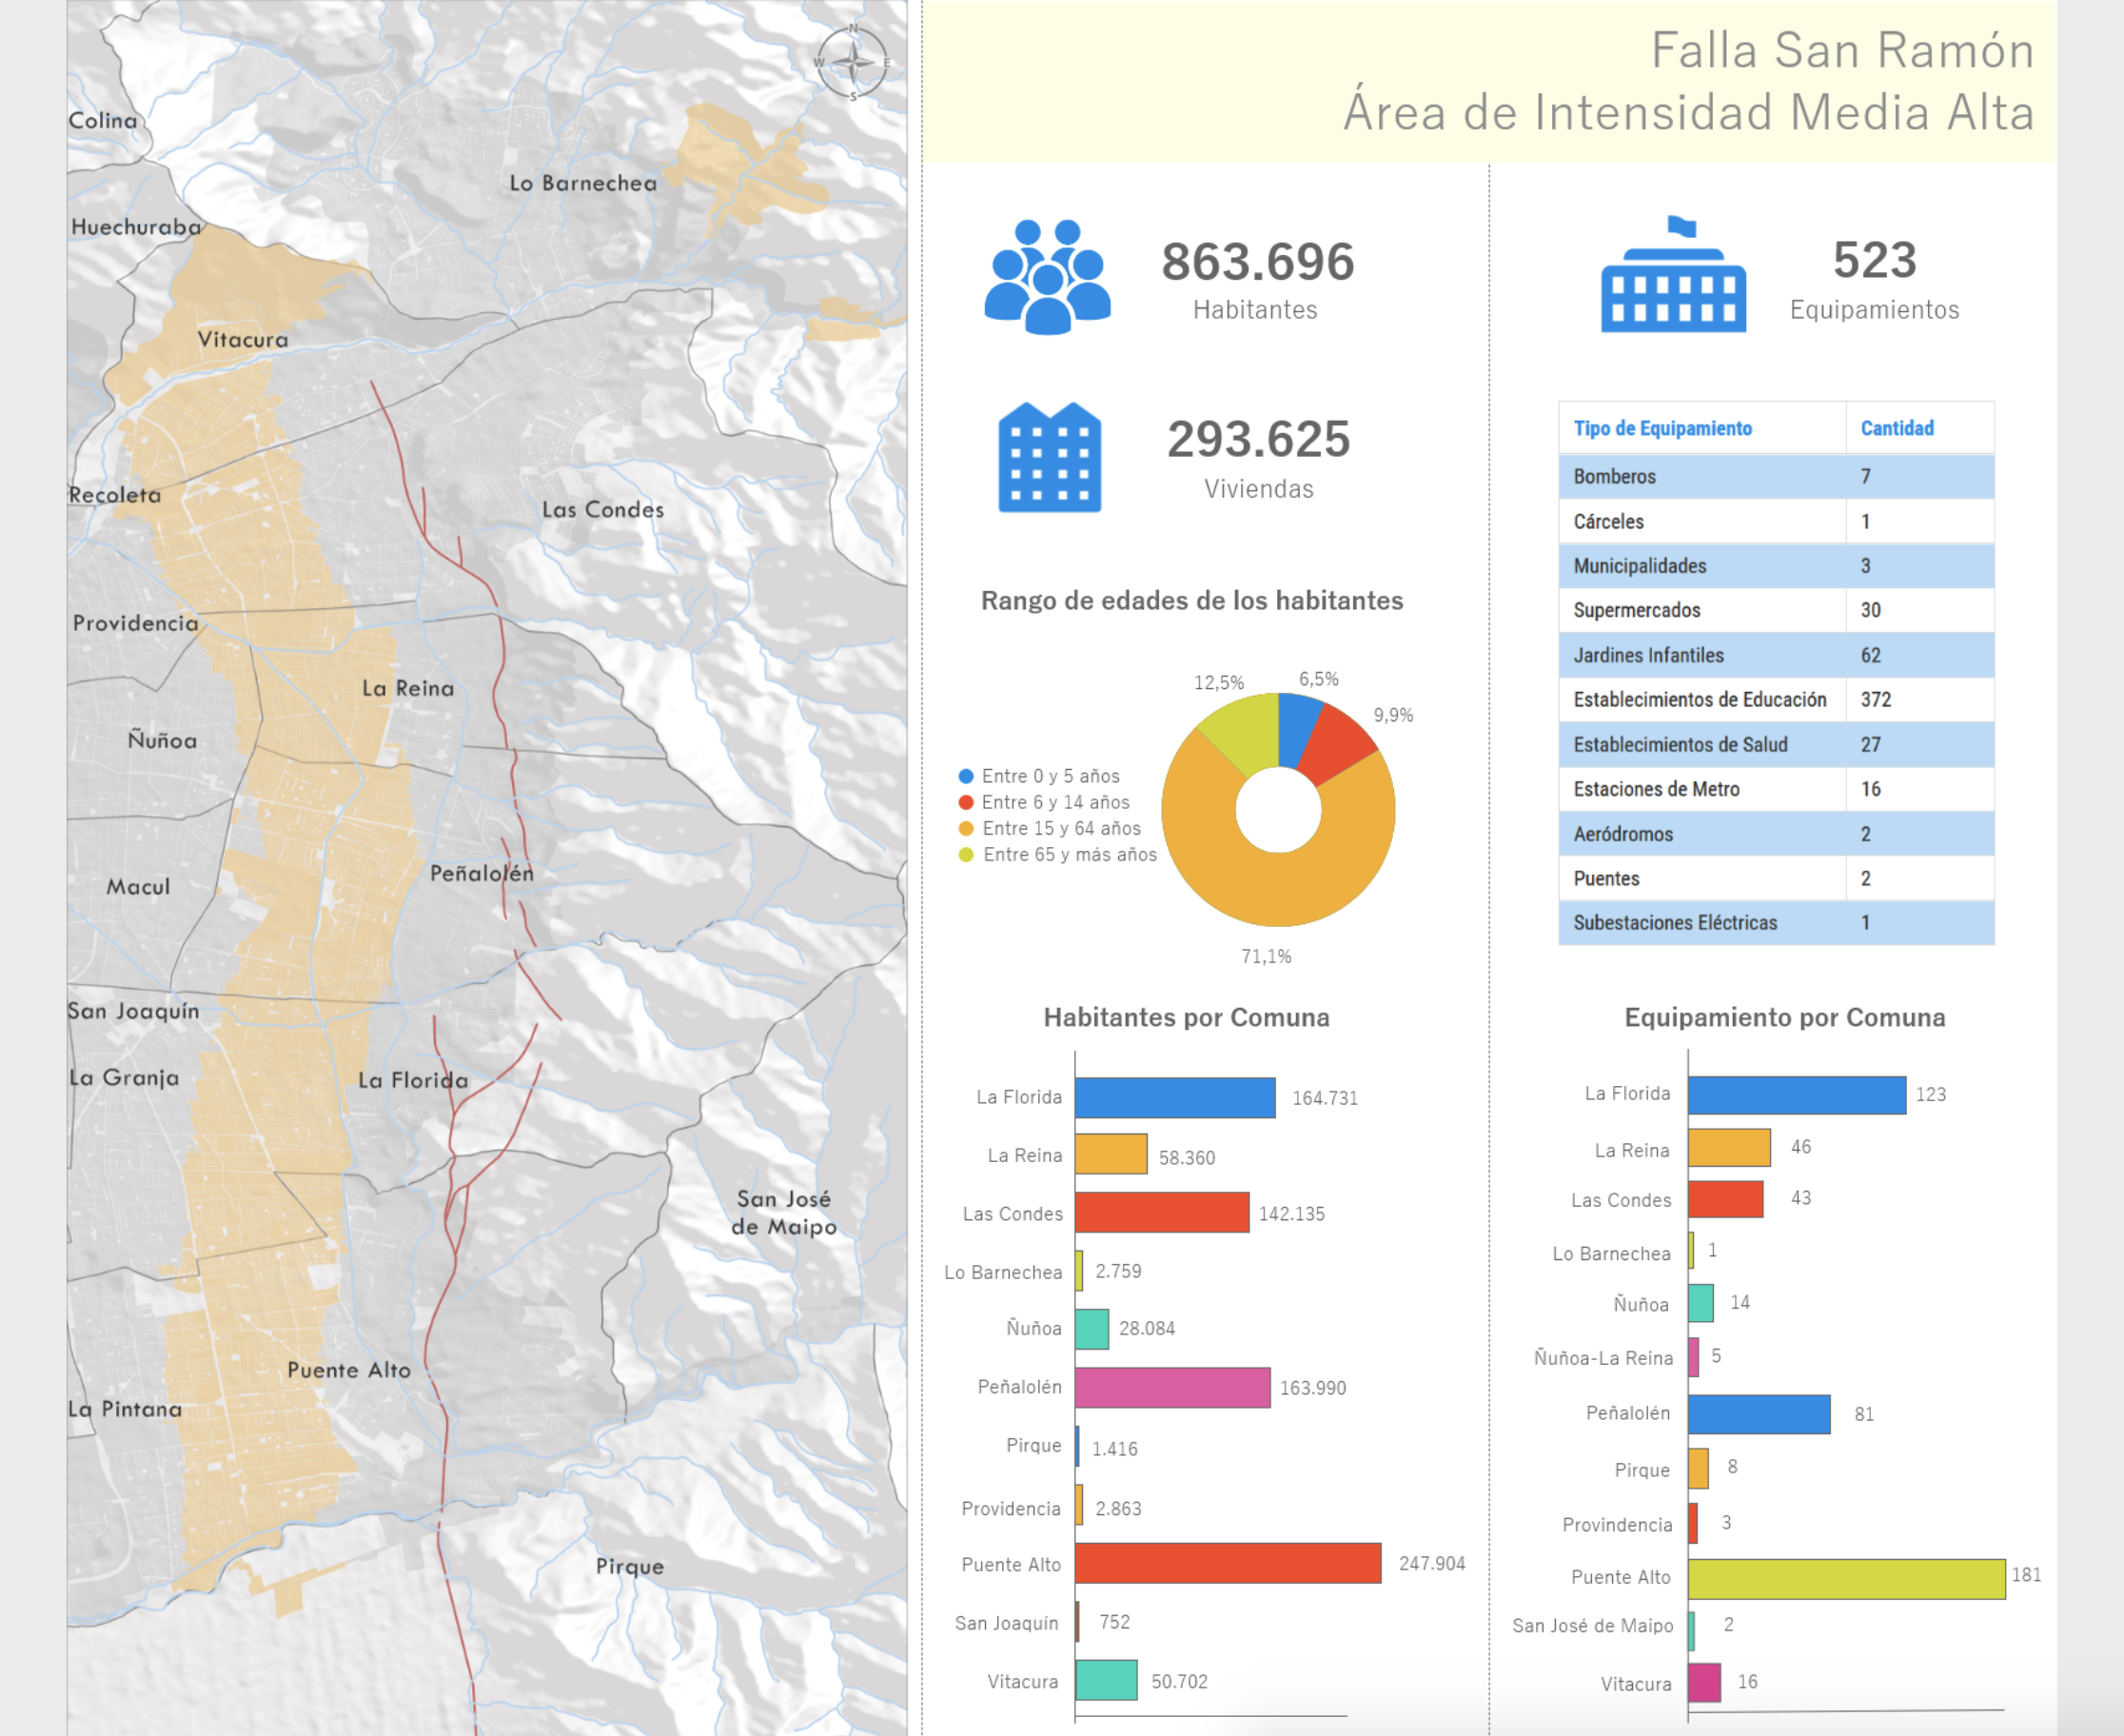 N
W
E
S
Colina
Lo Barnechea
Huechuraba
Vitacura
Recoleta
Las Condes
Providencia
La Reina
Ñuñoa
Peñalolén
Macul
San Joaquín
La Granja
La Florida
San José
de Maipo
Puente Alto
La Pintana
Pirque
Falla San Ramón
Área de Intensidad Media Alta
863.696
Habitantes
293.625
Viviendas
Rango de edades de los habitantes
12,5%
6,5%
9,9%
71,1%
Entre 0 y 5 años
Entre 6 y 14 años
Entre 15 y 64 años
Entre 65 y más años
Habitantes por Comuna
La Florida 164.731
La Reina 58.360
Las Condes 142.135
Lo Barnechea 2.759
Ñuñoa 28.084
Peñalolén 163.990
Pirque 1.416
Providencia 2.863
Puente Alto 247.904
San Joaquín 752
Vitacura 50.702
523
Equipamientos
Tipo de Equipamiento Cantidad
Bomberos 7
Cárceles 1
Municipalidades 3
Supermercados 30
Jardines Infantiles 62
Establecimientos de Educación 372
Establecimientos de Salud 27
Estaciones de Metro 16
Aeródromos 2
Puentes 2
Subestaciones Eléctricas 1
Equipamiento por Comuna
La Florida 123
La Reina 46
Las Condes 43
Lo Barnechea 1
Ñuñoa 14
Ñuñoa-La Reina 5
Peñalolén 81
Pirque 8
Provindencia 3
Puente Alto 181
San José de Maipo 2
Vitacura 16